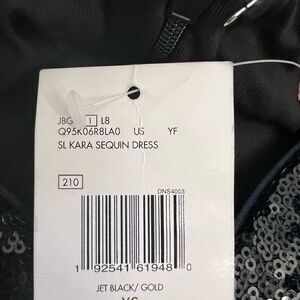 JBG 1 L8
Q95K06R8LA0 US YF
SL KARA SEQUIN DRESS
210
DNS4003
1 92541 61948 0
JET BLACK/ GOLD